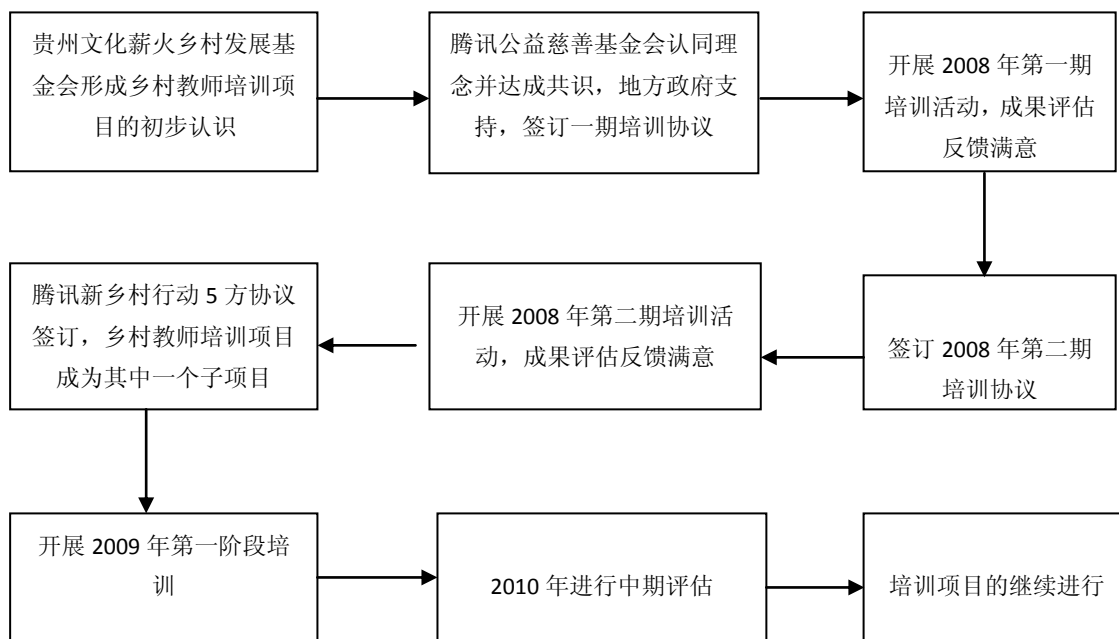 贵州文化薪火乡村发展基
金会形成乡村教师培训项
目的初步认识
腾讯公益慈善基金会认同理
念并达成共识，地方政府支
持，签订一期培训协议
开展 2008 年第一期
培训活动，成果评估
反馈满意
签订 2008 年第二期
培训协议
开展 2008 年第二期培训活
动，成果评估反馈满意
腾讯新乡村行动 5 方协议
签订，乡村教师培训项目
成为其中一个子项目
开展 2009 年第一阶段培
训
2010 年进行中期评估
培训项目的继续进行